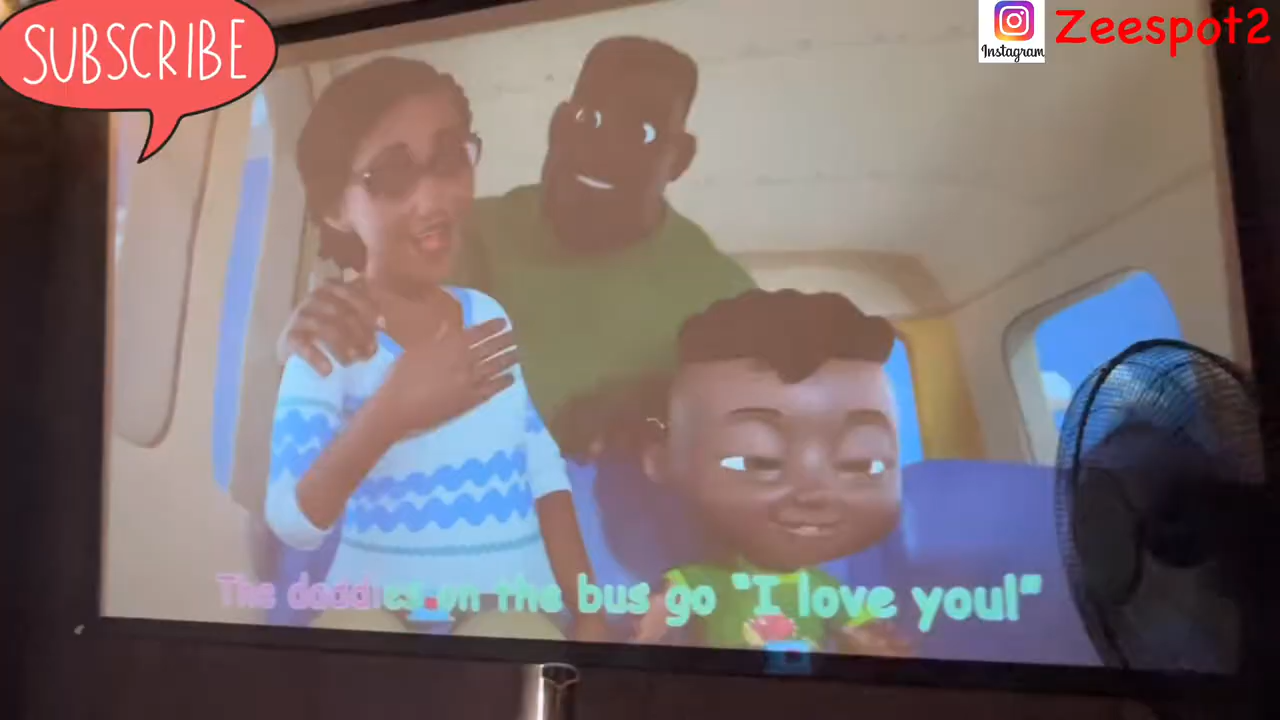 SUBSCRIBE
Instagram
Zeespot2
The daddies on the bus go "I love you!"